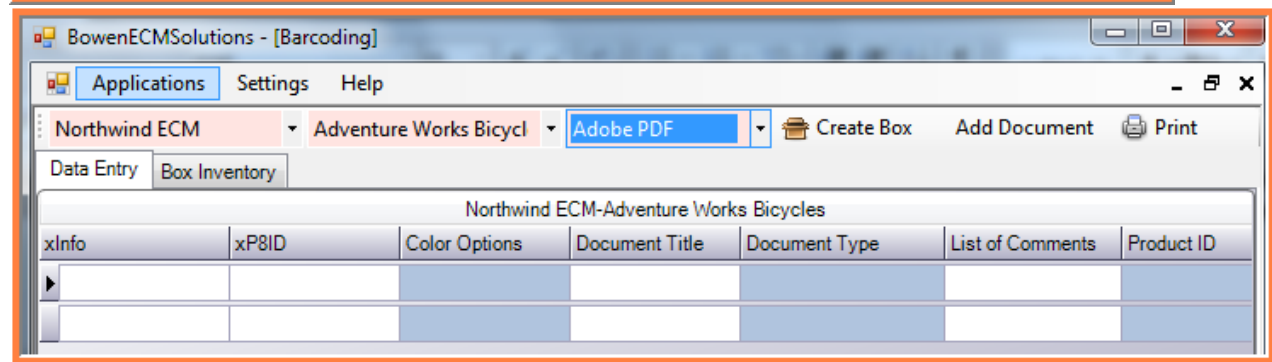 BowenECMSolutions - [Barcoding]
Applications Settings Help
Northwind ECM Adventure Works Bicycl Adobe PDF Create Box Add Document Print
Data Entry Box Inventory
Northwind ECM-Adventure Works Bicycles
xInfo xP8ID Color Options Document Title Document Type List of Comments Product ID